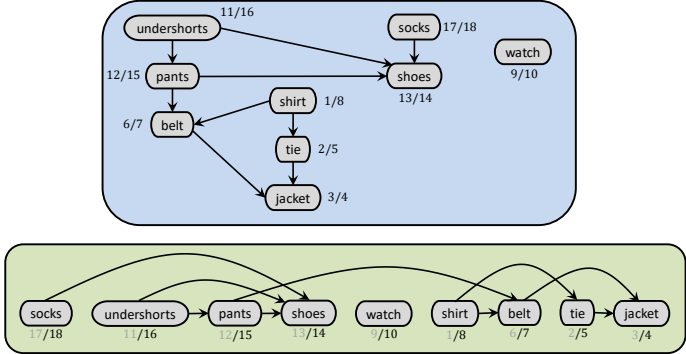 11/16
undershorts socks 17/18
watch
12/15 pants shoes 9/10
13/14
shirt 1/8
6/7 belt
tie 2/5
jacket 3/4
socks undershorts pants shoes watch shirt belt tie jacket
17/18 11/16 12/15 13/14 9/10 1/8 6/7 2/5 3/4